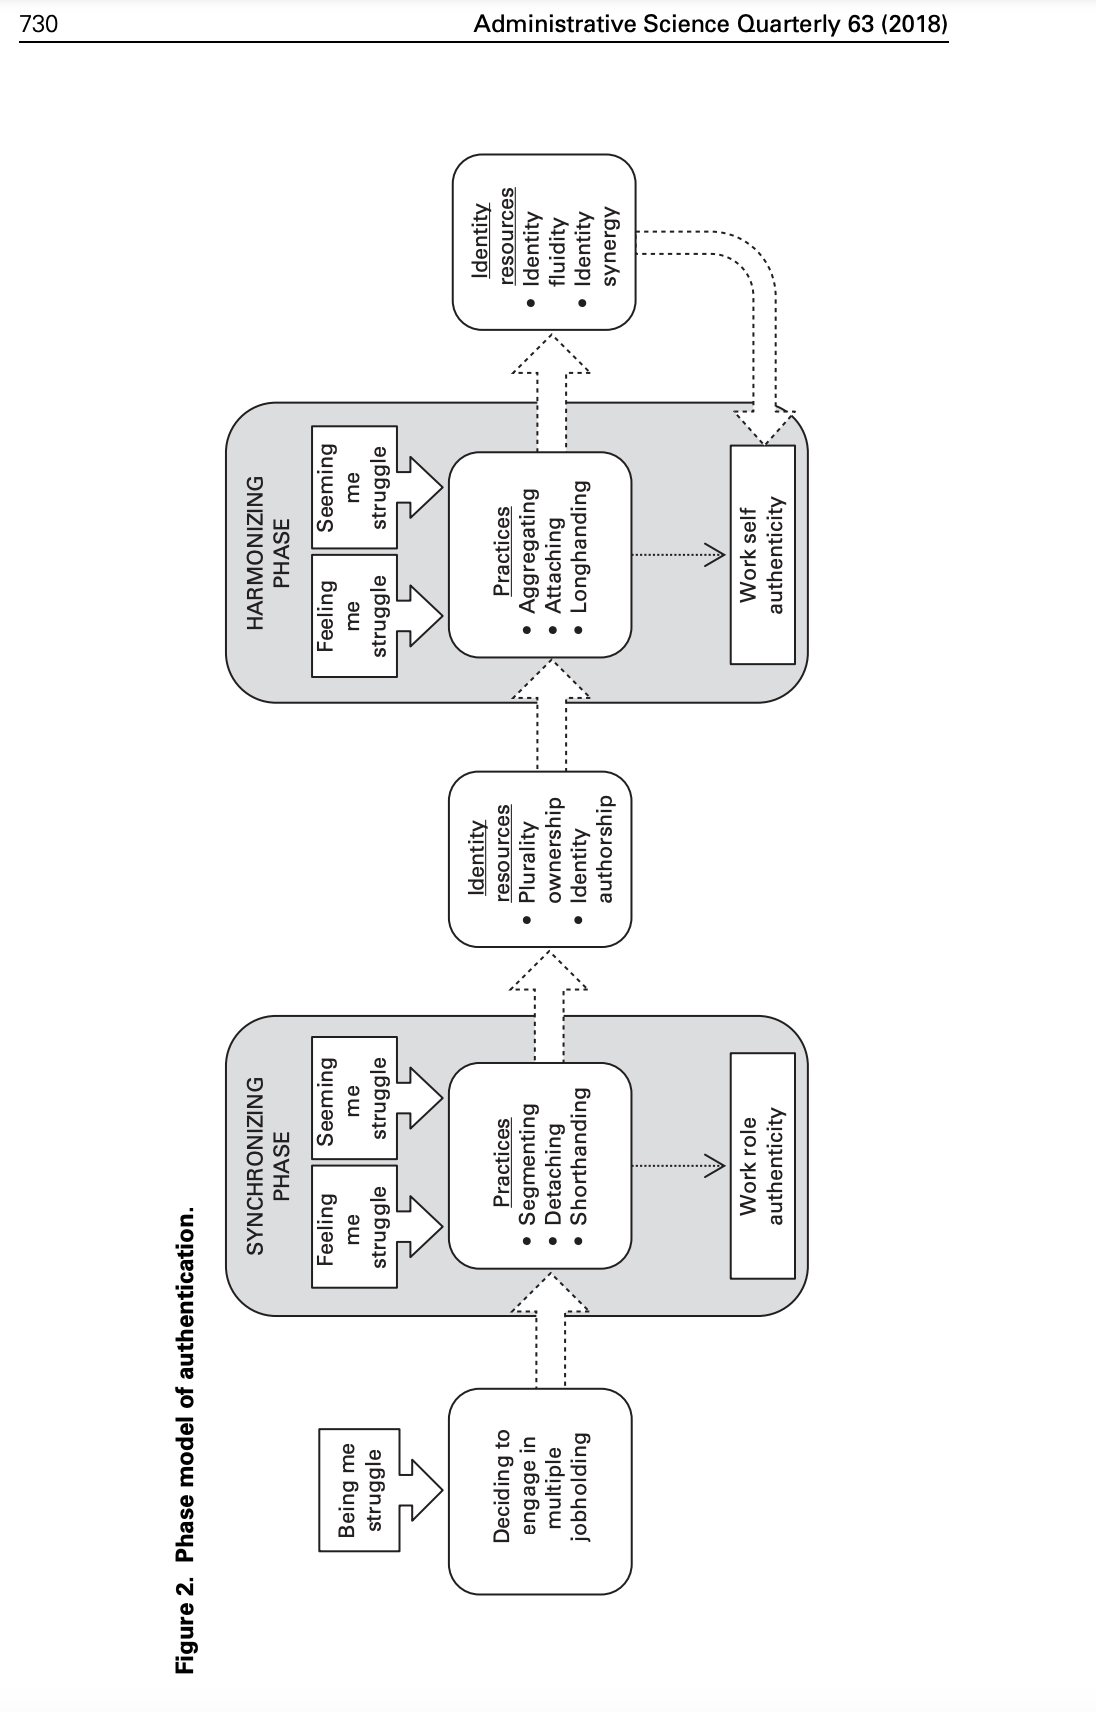 730
Administrative Science Quarterly 63 (2018)
Figure 2. Phase model of authentication.
Being me
struggle
Deciding to
engage in
multiple
jobholding
SYNCHRONIZING
PHASE
Feeling
me
struggle
Seeming
me
struggle
Practices
• Segmenting
• Detaching
• Shorthanding
Work role
authenticity
Identity
resources
• Plurality
ownership
• Identity
authorship
HARMONIZING
PHASE
Feeling
me
struggle
Seeming
me
struggle
Practices
• Aggregating
• Attaching
• Longhanding
Work self
authenticity
Identity
resources
• Identity
fluidity
• Identity
synergy